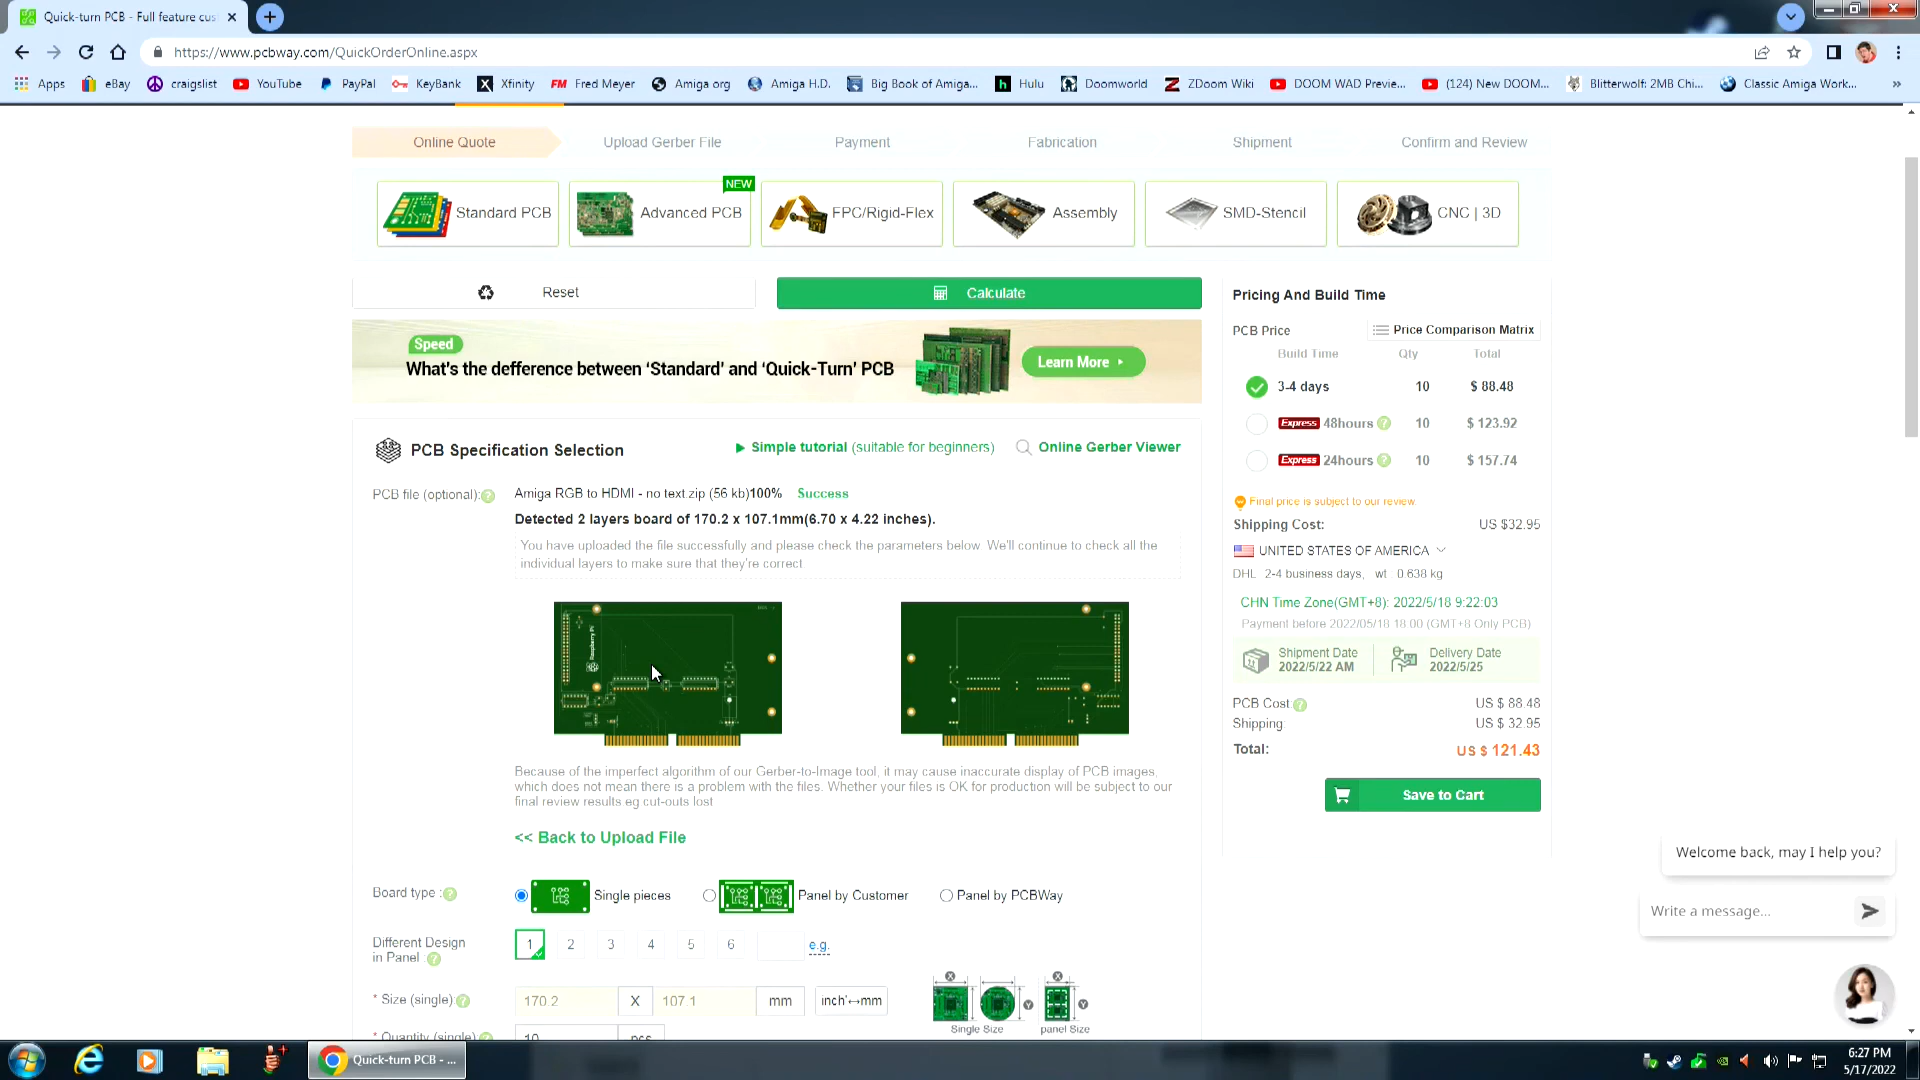 Quick-turn PCB - Full feature cus
https://www.pcbway.com/QuickOrderOnline.aspx
Apps eBay craigslist YouTube PayPal KeyBank Xfinity Fred Meyer Amiga org Amiga H.D. Big Book of Amiga... Hulu Doomworld ZDoom Wiki DOOM WAD Previe... (124) New DOOM... Blitterwolf: 2MB Chi... Classic Amiga Work... »
Online Quote Upload Gerber File Payment Fabrication Shipment Confirm and Review
NEW
Standard PCB Advanced PCB FPC/Rigid-Flex Assembly SMD-Stencil CNC | 3D
Reset Calculate
Speed
What's the defference between 'Standard' and 'Quick-Turn' PCB
Learn More
PCB Specification Selection
Simple tutorial (suitable for beginners) Online Gerber Viewer
PCB file (optional): Amiga RGB to HDMI - no text.zip (56 kb)100% Success
Detected 2 layers board of 170.2 x 107.1mm(6.70 x 4.22 inches).
You have uploaded the file successfully and please check the parameters below. We'll continue to check all the
individual layers to make sure that they're correct.
Raspberry Pi
Because of the imperfect algorithm of our Gerber-to-Image tool, it may cause inaccurate display of PCB images,
which does not mean there is a problem with the files. Whether your files is OK for production will be subject to our
final review results.eg.cut-outs lost
<< Back to Upload File
Board type : Single pieces Panel by Customer Panel by PCBWay
Different Design
in Panel : 1 2 3 4 5 6 e.g.
* Size (single) 170.2 X 107.1 mm inch↔mm
X X
Y Y
Single Size panel Size
* Quantity (single) 10 pcs
Pricing And Build Time
PCB Price Price Comparison Matrix
Build Time Qty Total
3-4 days 10 $ 88.48
Express 48hours 10 $ 123.92
Express 24hours 10 $ 157.74
Final price is subject to our review.
Shipping Cost: US $32.95
UNITED STATES OF AMERICA
DHL 2-4 business days, wt 0.638 kg
CHN Time Zone(GMT+8): 2022/5/18 9:22:03
Payment before 2022/05/18 18:00 (GMT+8 Only PCB)
Shipment Date
2022/5/22 AM
Delivery Date
2022/5/25
PCB Cost: US $ 88.48
Shipping: US $ 32.95
Total: US $ 121.43
Save to Cart
Welcome back, may I help you?
Write a message...
Quick-turn PCB - ...
6:27 PM
5/17/2022